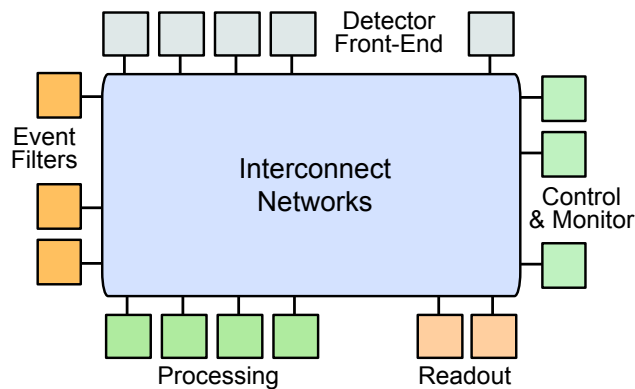 Detector
Front-End
Event
Filters
Interconnect
Networks
Control
& Monitor
Processing
Readout